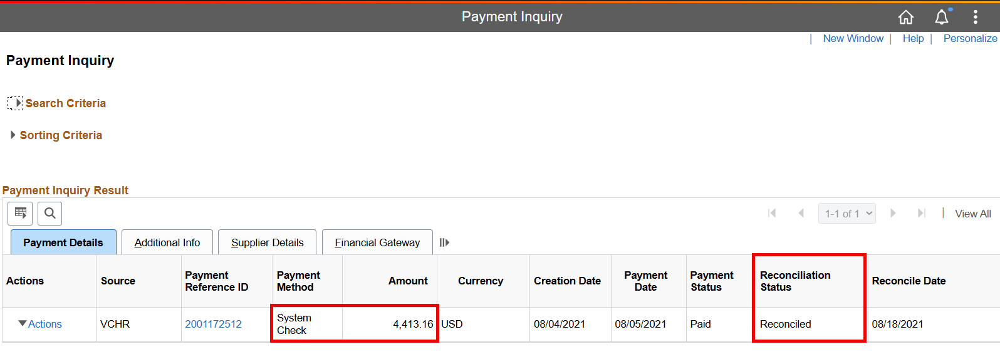 Payment Inquiry
| New Window | Help | Personalize
Payment Inquiry
Search Criteria
Sorting Criteria
Payment Inquiry Result
1-1 of 1 | View All
Payment Details Additional Info Supplier Details Financial Gateway
Actions Source Payment Reference ID Payment Method Amount Currency Creation Date Payment Date Payment Status Reconciliation Status Reconcile Date
Actions VCHR 2001172512 System Check 4,413.16 USD 08/04/2021 08/05/2021 Paid Reconciled 08/18/2021